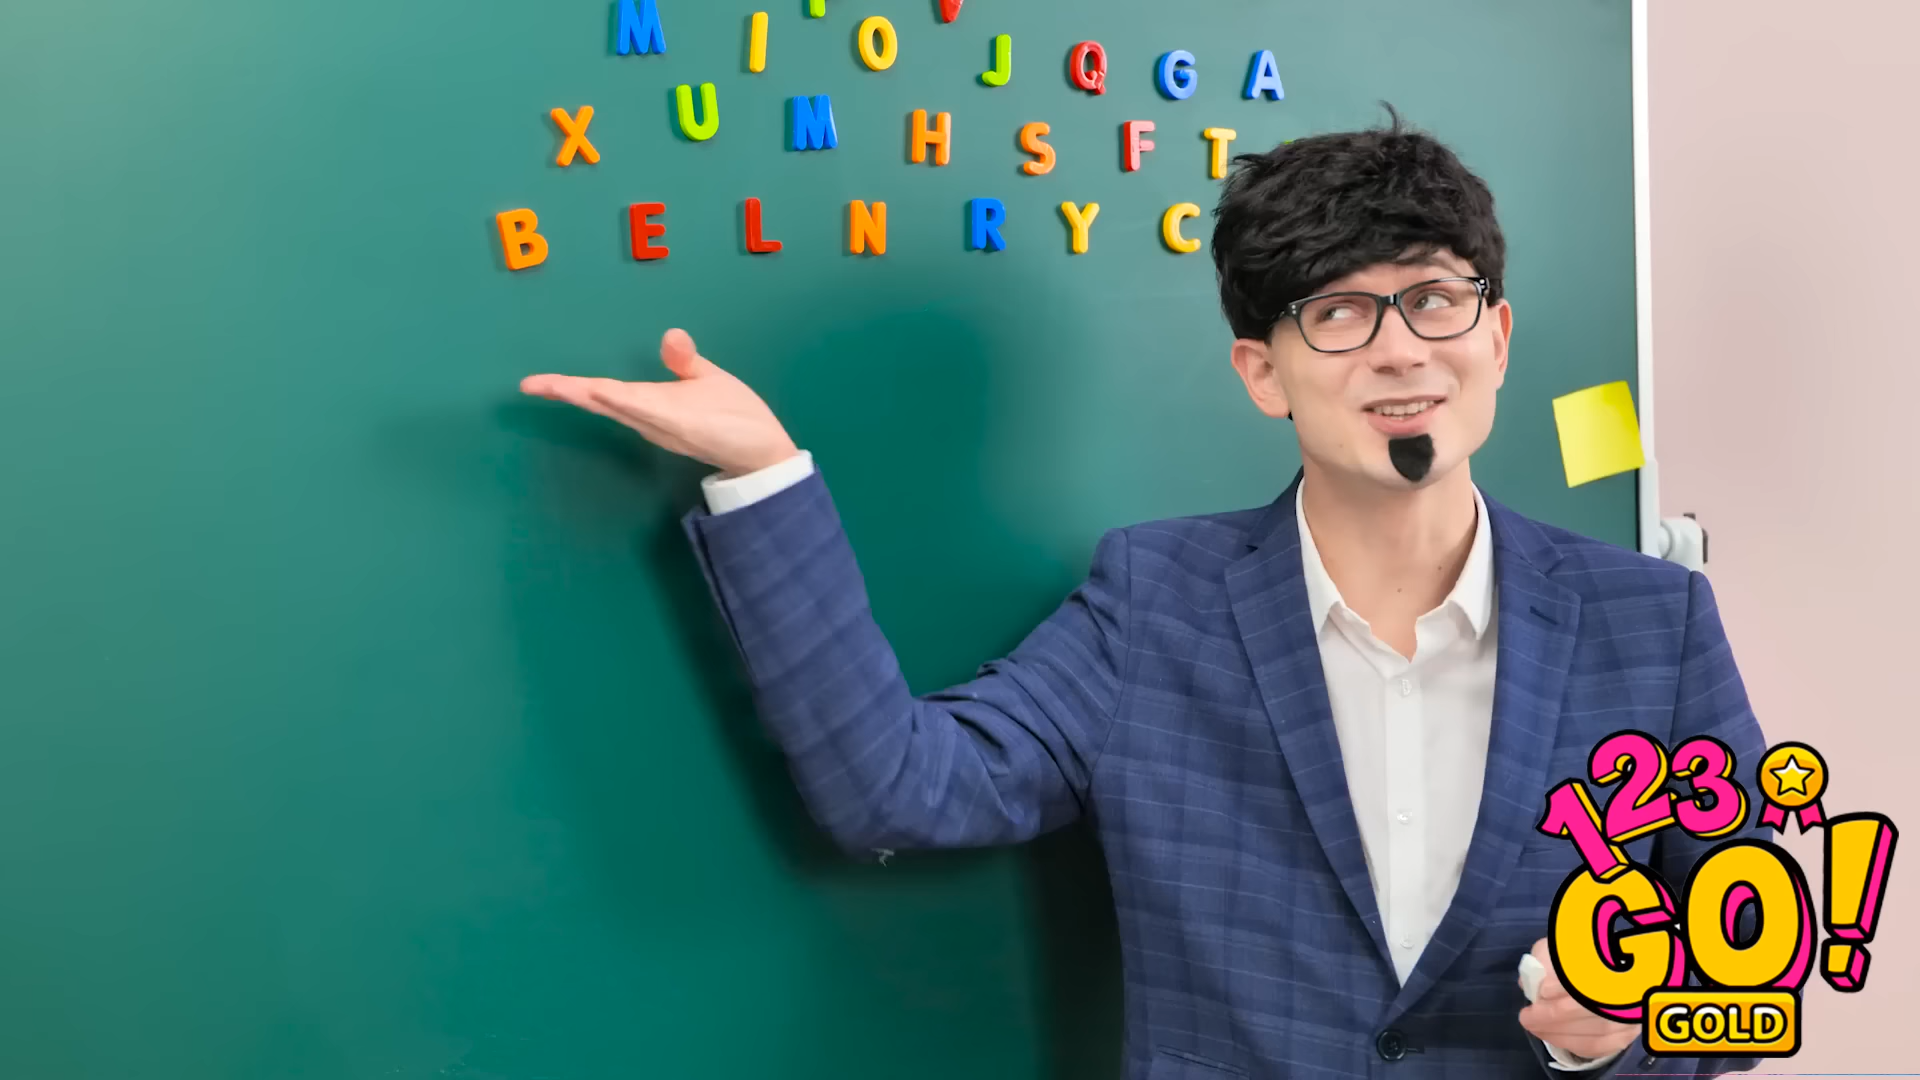 M I O J Q G A
X U M H S F T
B E L N R Y C
123
GO!
GOLD